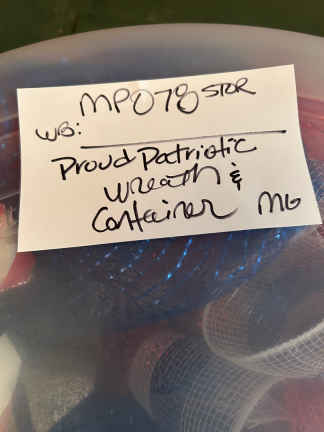 MP078 STOR
WB:
Proud Patriotic
Wreath &
Container MG